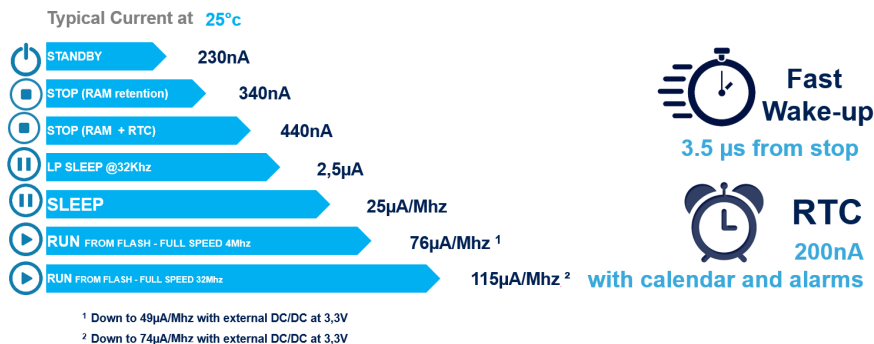 Typical Current at 25°c
STANDBY 230nA
STOP (RAM retention) 340nA
STOP (RAM + RTC) 440nA
LP SLEEP @32Khz 2,5µA
SLEEP 25µA/Mhz
RUN FROM FLASH - FULL SPEED 4Mhz 76µA/Mhz ¹
RUN FROM FLASH - FULL SPEED 32Mhz 115µA/Mhz ²
¹ Down to 49µA/Mhz with external DC/DC at 3,3V
² Down to 74µA/Mhz with external DC/DC at 3,3V
Fast
Wake-up
3.5 µs from stop
RTC
200nA
with calendar and alarms